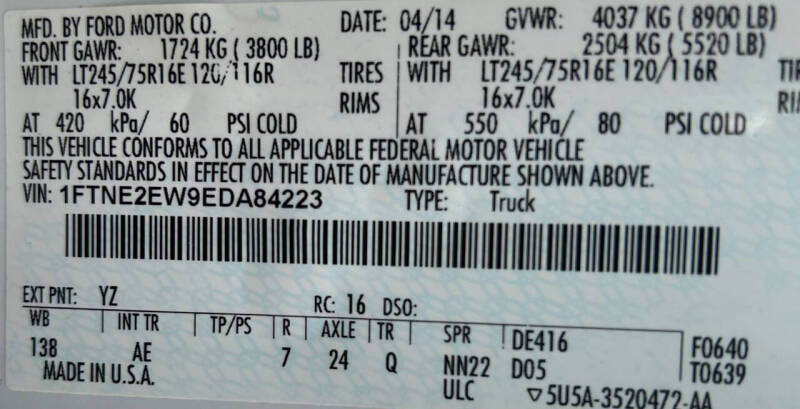 MFD. BY FORD MOTOR CO. DATE: 04/14 GVWR: 4037 KG ( 8900 LB)
FRONT GAWR: 1724 KG ( 3800 LB) REAR GAWR: 2504 KG ( 5520 LB)
WITH LT245/75R16E 120/116R TIRES WITH LT245/75R16E 120/116R TIR
16x7.0K RIMS 16x7.0K RI
AT 420 kPa/ 60 PSI COLD AT 550 kPa/ 80 PSI COLD
THIS VEHICLE CONFORMS TO ALL APPLICABLE FEDERAL MOTOR VEHICLE
SAFETY STANDARDS IN EFFECT ON THE DATE OF MANUFACTURE SHOWN ABOVE.
VIN: 1FTNE2EW9EDA84223 TYPE: Truck
EXT PNT: YZ RC: 16 DSO:
WB INT TR TP/PS R AXLE TR SPR DE416 F0640
138 AE 7 24 Q NN22 D05 T0639
MADE IN U.S.A. ULC ▽5U5A-3520472-AA